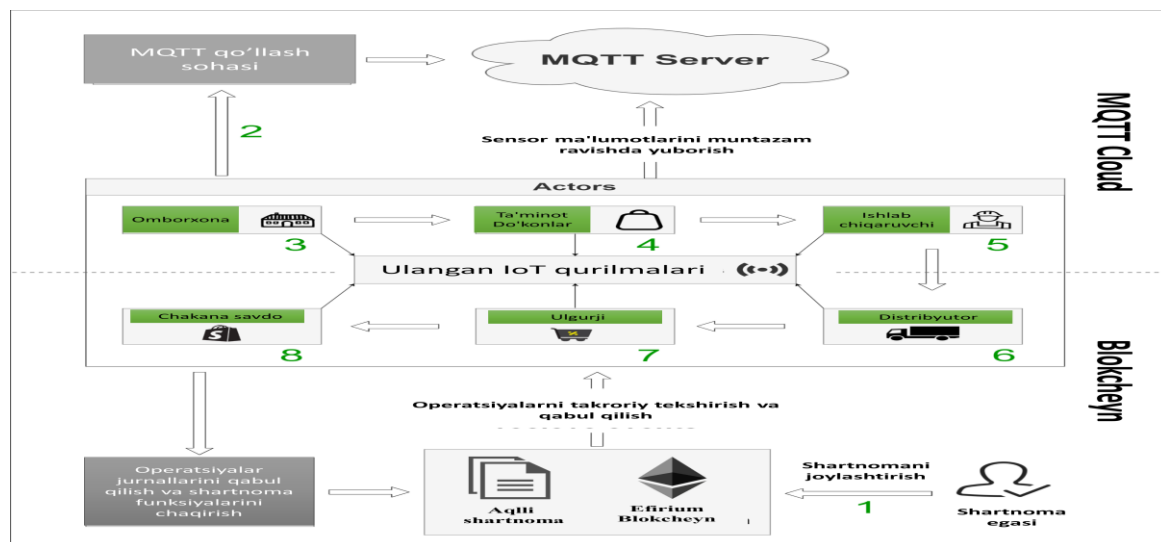 MQTT qo'llash
sohasi
MQTT Server
2
Sensor ma'lumotlarini muntazam
ravishda yuborish
MQTT Cloud
Actors
Omborxona
3
Ta'minot
Do'konlar
4
Ishlab
chiqaruvchi
5
Ulangan IoT qurilmalari
Chakana savdo
8
Ulgurji
7
Distribyutor
6
Blokcheyn
Operatsiyalarni takroriy tekshirish va
qabul qilish
Operatsiyalar
jurnallarini qabul
qilish va shartnoma
funksiyalarini
chaqirish
Aqlli
shartnoma
Efirium
Blokcheyn
Shartnomani
joylashtirish
1
Shartnoma
egasi